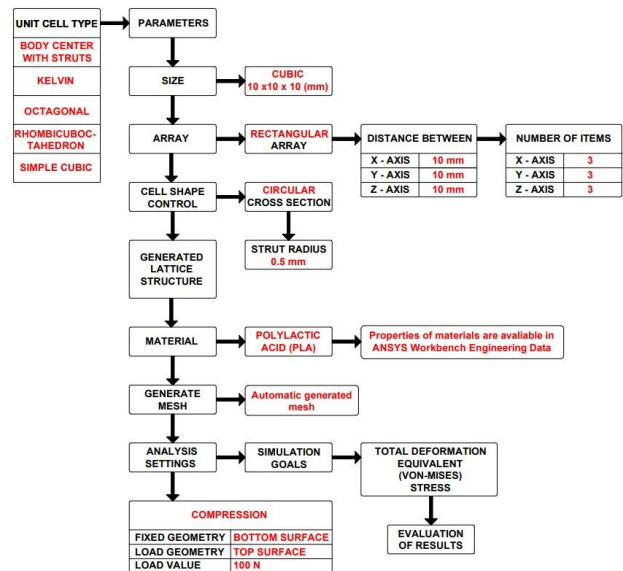 UNIT CELL TYPE
BODY CENTER
WITH STRUTS
KELVIN
OCTAGONAL
RHOMBICUBOC-
TAHEDRON
SIMPLE CUBIC
PARAMETERS
SIZE
CUBIC
10 x10 x 10 (mm)
ARRAY
RECTANGULAR
ARRAY
DISTANCE BETWEEN
X - AXIS 10 mm
Y - AXIS 10 mm
Z - AXIS 10 mm
NUMBER OF ITEMS
X - AXIS 3
Y - AXIS 3
Z - AXIS 3
CELL SHAPE
CONTROL
CIRCULAR
CROSS SECTION
STRUT RADIUS
0.5 mm
GENERATED
LATTICE
STRUCTURE
MATERIAL
POLYLACTIC
ACID (PLA)
Properties of materials are avaliable in
ANSYS Workbench Engineering Data
GENERATE
MESH
Automatic generated
mesh
ANALYSIS
SETTINGS
SIMULATION
GOALS
TOTAL DEFORMATION
EQUIVALENT
(VON-MISES)
STRESS
EVALUATION
OF RESULTS
COMPRESSION
FIXED GEOMETRY BOTTOM SURFACE
LOAD GEOMETRY TOP SURFACE
LOAD VALUE 100 N